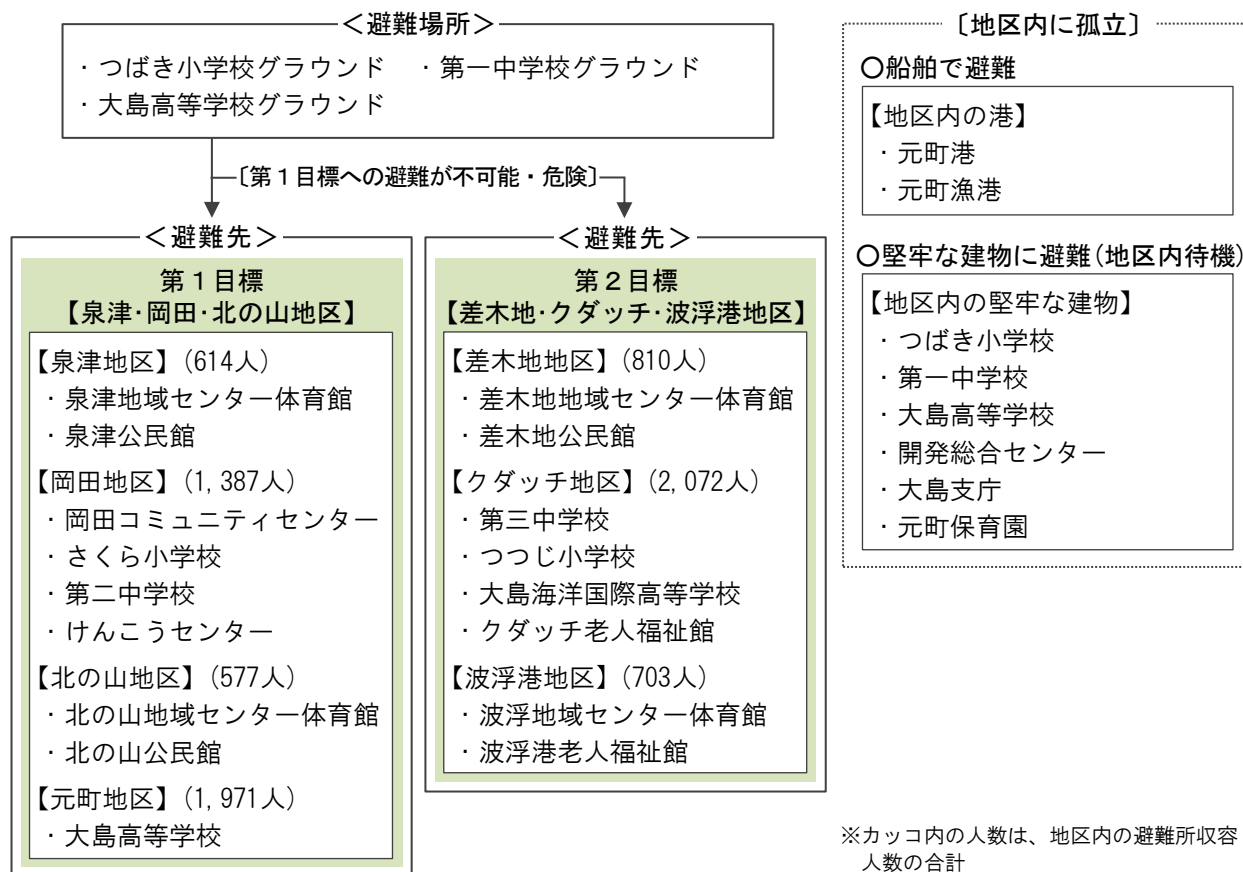 ＜避難場所＞
・つばき小学校グラウンド　・第一中学校グラウンド
・大島高等学校グラウンド
〔第１目標への避難が不可能・危険〕
＜避難先＞
第１目標
【泉津・岡田・北の山地区】
【泉津地区】(614人)
・泉津地域センター体育館
・泉津公民館
【岡田地区】(1,387人)
・岡田コミュニティセンター
・さくら小学校
・第二中学校
・けんこうセンター
【北の山地区】(577人)
・北の山地域センター体育館
・北の山公民館
【元町地区】(1,971人)
・大島高等学校
＜避難先＞
第２目標
【差木地・クダッチ・波浮港地区】
【差木地地区】(810人)
・差木地地域センター体育館
・差木地公民館
【クダッチ地区】(2,072人)
・第三中学校
・つつじ小学校
・大島海洋国際高等学校
・クダッチ老人福祉館
【波浮港地区】(703人)
・波浮地域センター体育館
・波浮港老人福祉館
〔地区内に孤立〕
○船舶で避難
【地区内の港】
・元町港
・元町漁港
○堅牢な建物に避難(地区内待機)
【地区内の堅牢な建物】
・つばき小学校
・第一中学校
・大島高等学校
・開発総合センター
・大島支庁
・元町保育園
※カッコ内の人数は、地区内の避難所収容
人数の合計